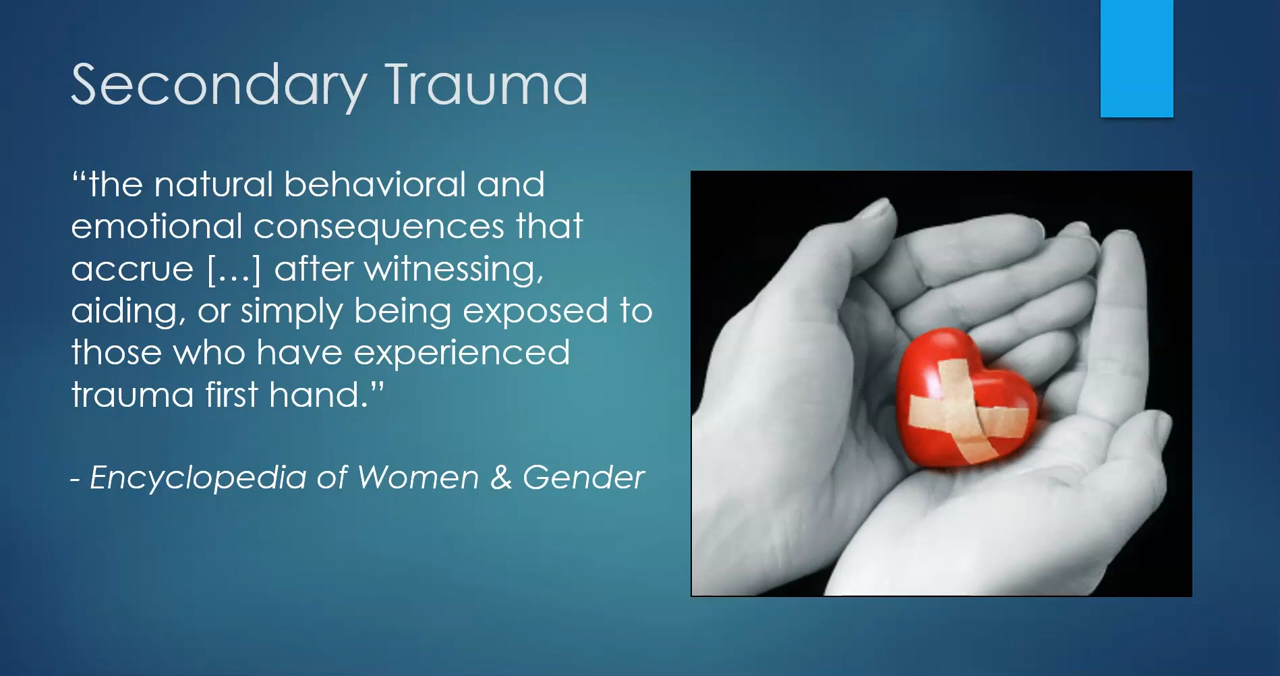 Secondary Trauma
“the natural behavioral and
emotional consequences that
accrue […] after witnessing,
aiding, or simply being exposed to
those who have experienced
trauma first hand.”
- Encyclopedia of Women & Gender